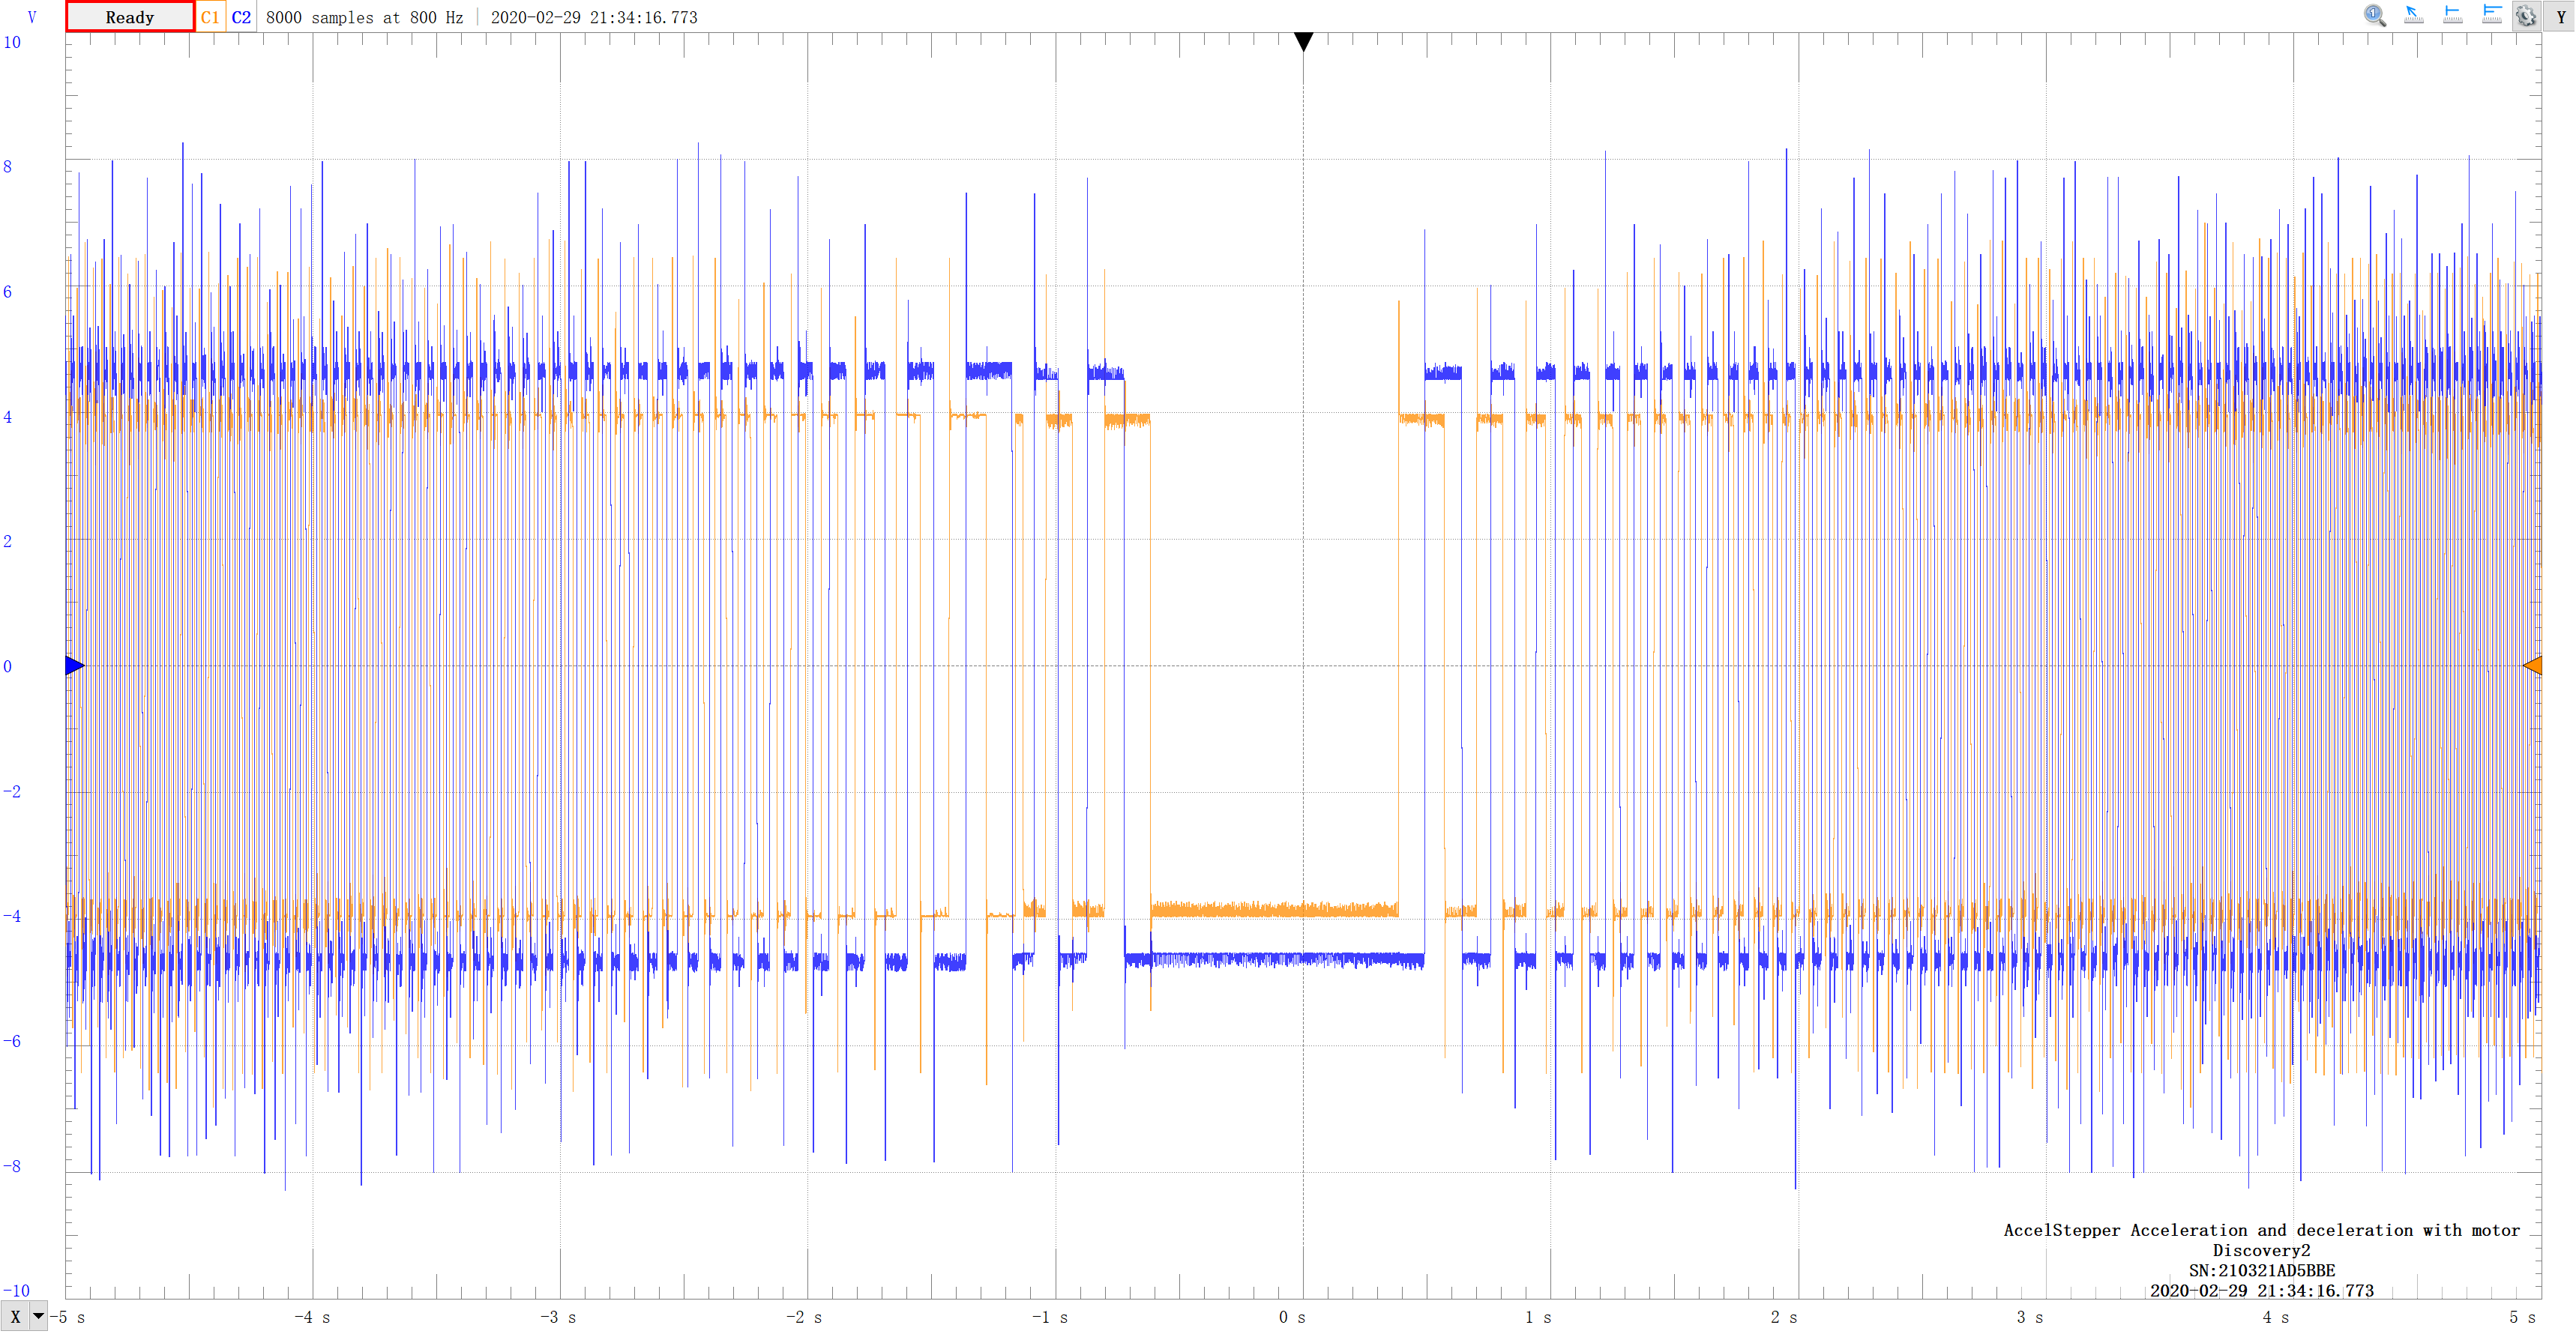 V Ready C1 C2 8000 samples at 800 Hz | 2020-02-29 21:34:16.773 Y
10
8
6
4
2
0
-2
-4
-6
-8
-10
AccelStepper Acceleration and deceleration with motor
Discovery2
SN:210321AD5BBE
2020-02-29 21:34:16.773
X -5 s -4 s -3 s -2 s -1 s 0 s 1 s 2 s 3 s 4 s 5 s